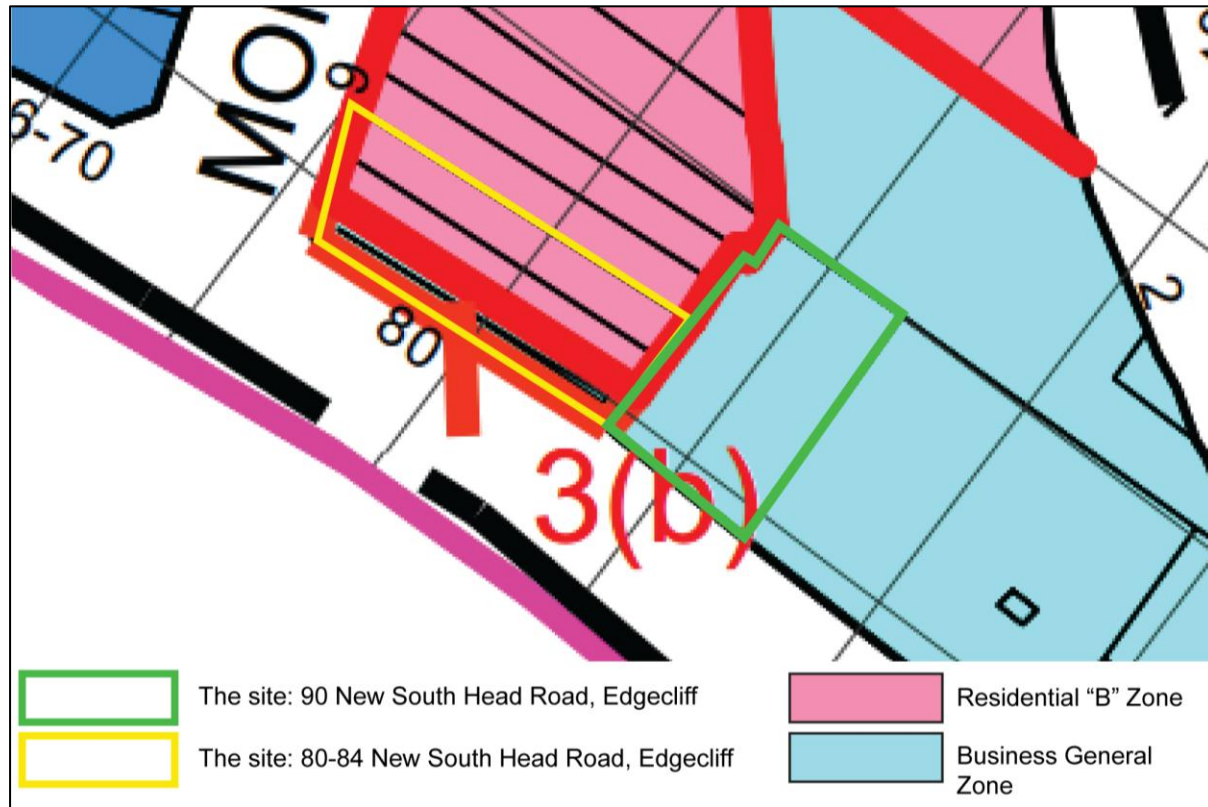 MO
9
6-70
80
2
3(b)
The site: 90 New South Head Road, Edgecliff
The site: 80-84 New South Head Road, Edgecliff
Residential “B” Zone
Business General
Zone